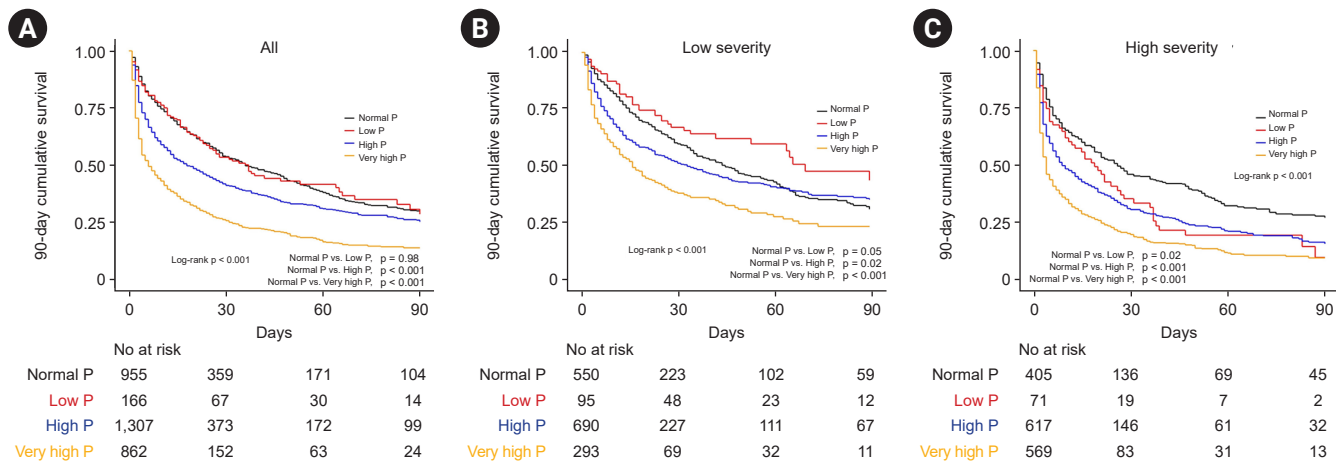 A
All
90-day cumulative survival
1.00
0.75
0.50
0.25
0
Normal P
Low P
High P
Very high P
Log-rank p < 0.001
Normal P vs. Low P, p = 0.98
Normal P vs. High P, p < 0.001
Normal P vs. Very high P, p < 0.001
0 30 60 90
Days
No at risk
Normal P 955 359 171 104
Low P 166 67 30 14
High P 1,307 373 172 99
Very high P 862 152 63 24
B
Low severity
90-day cumulative survival
1.00
0.75
0.50
0.25
0
Normal P
Low P
High P
Very high P
Log-rank p < 0.001
Normal P vs. Low P, p = 0.05
Normal P vs. High P, p = 0.02
Normal P vs. Very high P, p < 0.001
0 30 60 90
Days
No at risk
Normal P 550 223 102 59
Low P 95 48 23 12
High P 690 227 111 67
Very high P 293 69 32 11
C
High severity
90-day cumulative survival
1.00
0.75
0.50
0.25
0
Normal P
Low P
High P
Very high P
Log-rank p < 0.001
Normal P vs. Low P, p = 0.02
Normal P vs. High P, p < 0.001
Normal P vs. Very high P, p < 0.001
0 30 60 90
Days
No at risk
Normal P 405 136 69 45
Low P 71 19 7 2
High P 617 146 61 32
Very high P 569 83 31 13